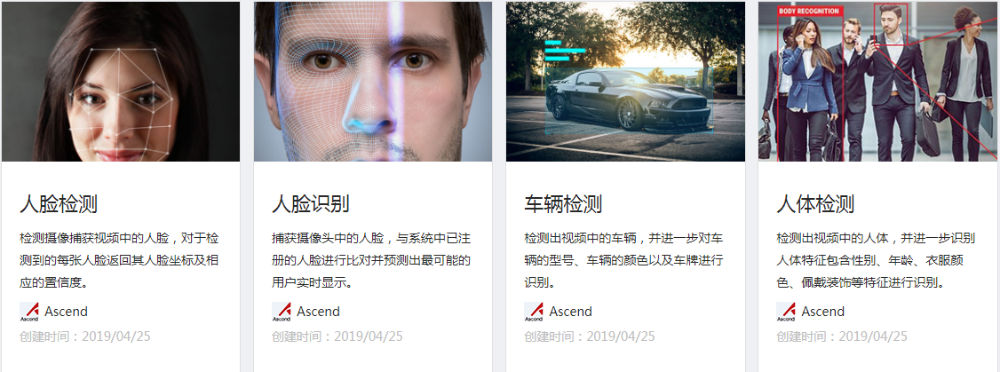 BODY RECOGNITION
人脸检测
检测摄像捕获视频中的人脸，对于检
测到的每张人脸返回其人脸坐标及相
应的置信度。
Ascend
Ascend
创建时间：2019/04/25
人脸识别
捕获摄像头中的人脸，与系统中已注
册的人脸进行比对并预测出最可能的
用户实时显示。
Ascend
Ascend
创建时间：2019/04/25
车辆检测
检测出视频中的车辆，并进一步对车
辆的型号、车辆的颜色以及车牌进行
识别。
Ascend
Ascend
创建时间：2019/04/25
人体检测
检测出视频中的人体，并进一步识别
人体特征包含性别、年龄、衣服颜
色、佩戴装饰等特征进行识别。
Ascend
Ascend
创建时间：2019/04/25